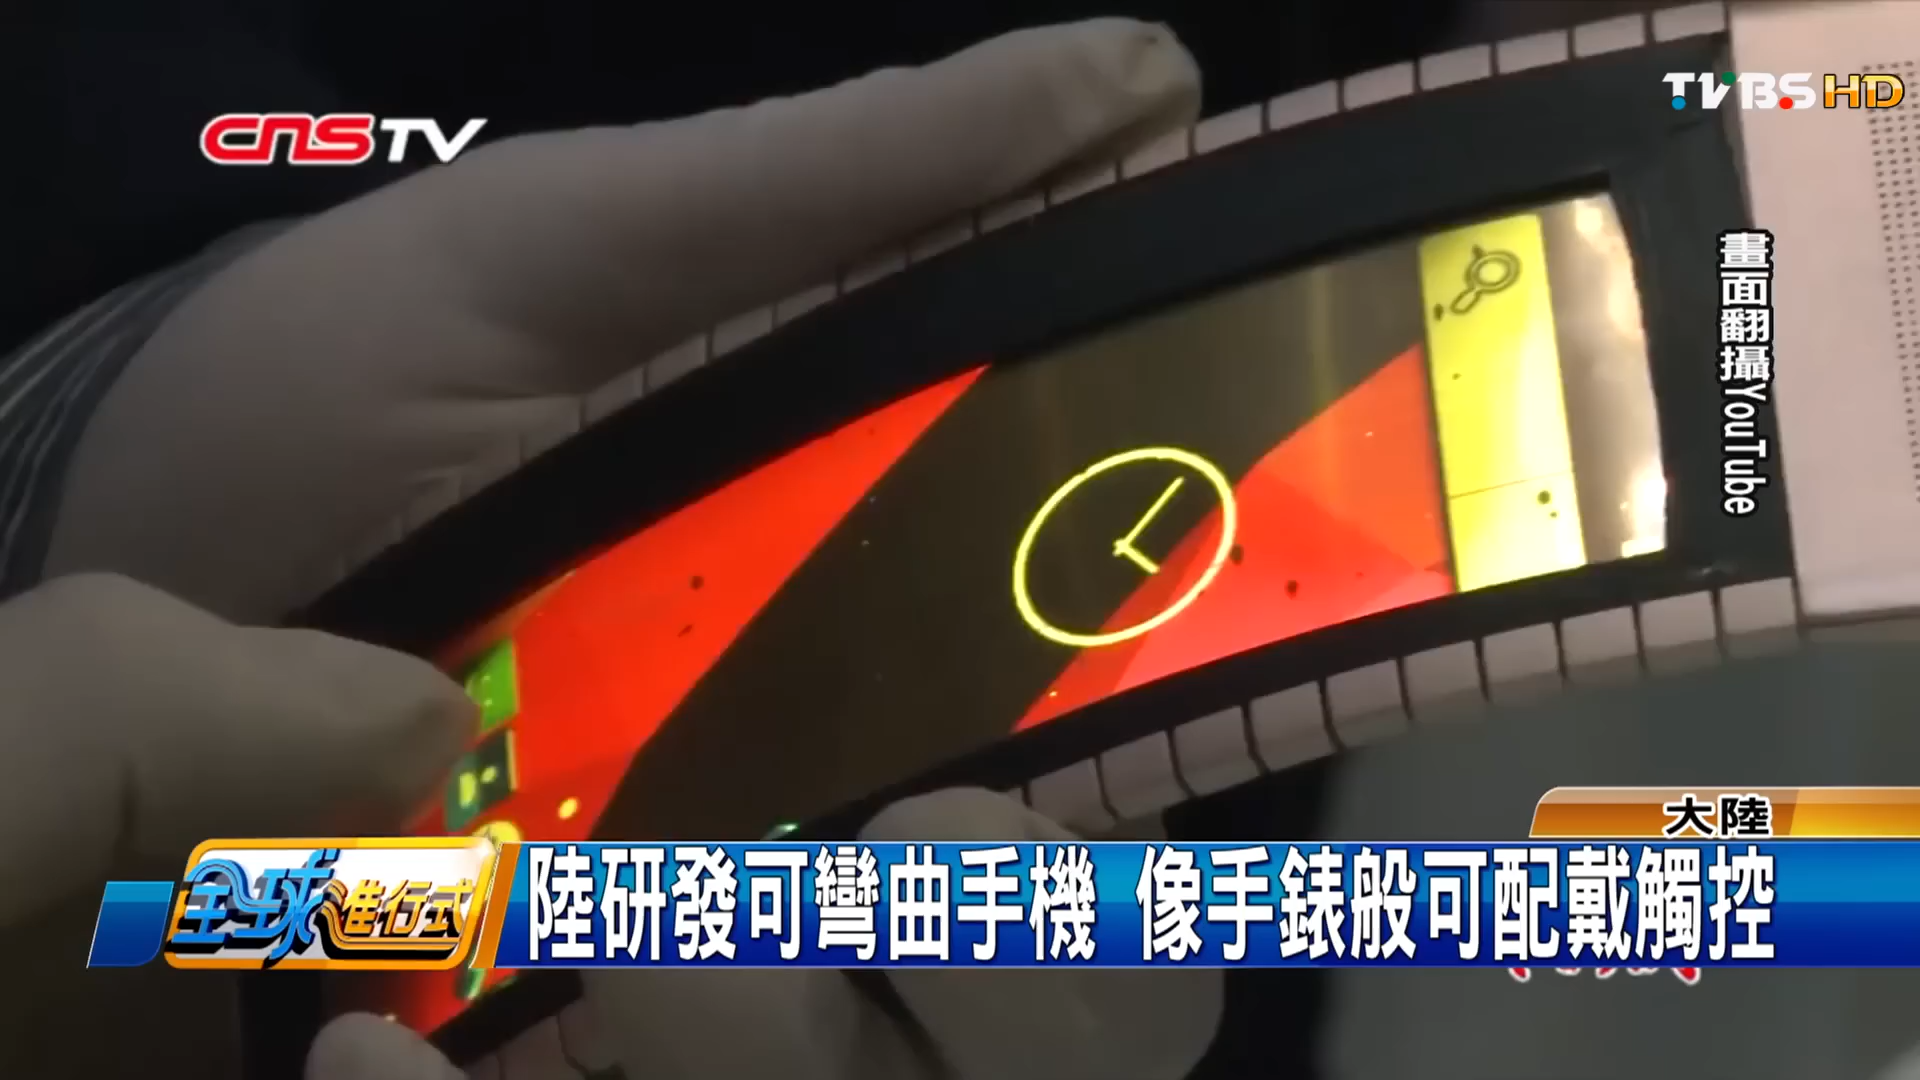 CNSTV
TVBS HD
畫面翻攝YouTube
大陸
全球進行式
陸研發可彎曲手機 像手錶般可配戴觸控